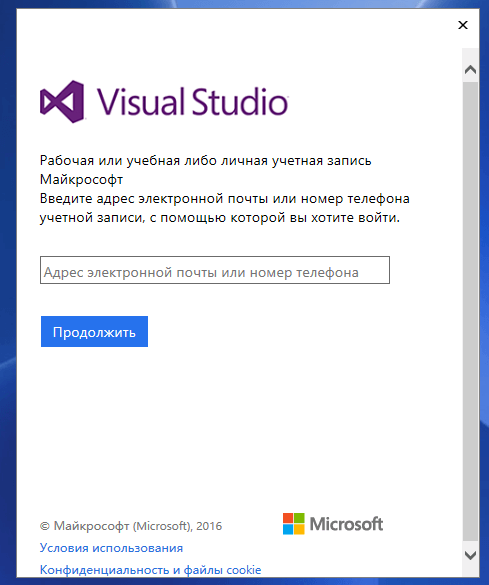 Visual Studio
Рабочая или учебная либо личная учетная запись
Майкрософт
Введите адрес электронной почты или номер телефона
учетной записи, с помощью которой вы хотите войти.
Адрес электронной почты или номер телефона
Продолжить
© Майкрософт (Microsoft), 2016
Microsoft
Условия использования
Конфиденциальность и файлы cookie